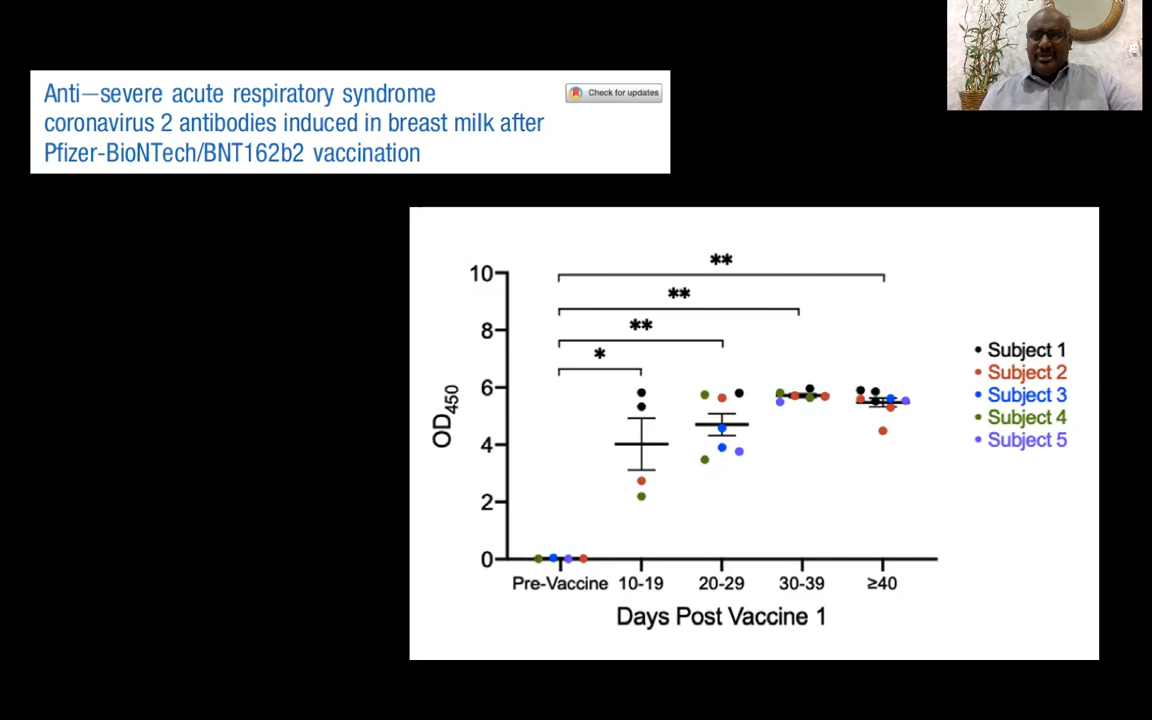 Anti–severe acute respiratory syndrome
coronavirus 2 antibodies induced in breast milk after
Pfizer-BioNTech/BNT162b2 vaccination
Check for updates
**
**
**
*
10
8
6
4
2
0
OD450
Pre-Vaccine 10-19 20-29 30-39 ≥40
Days Post Vaccine 1
Subject 1
Subject 2
Subject 3
Subject 4
Subject 5